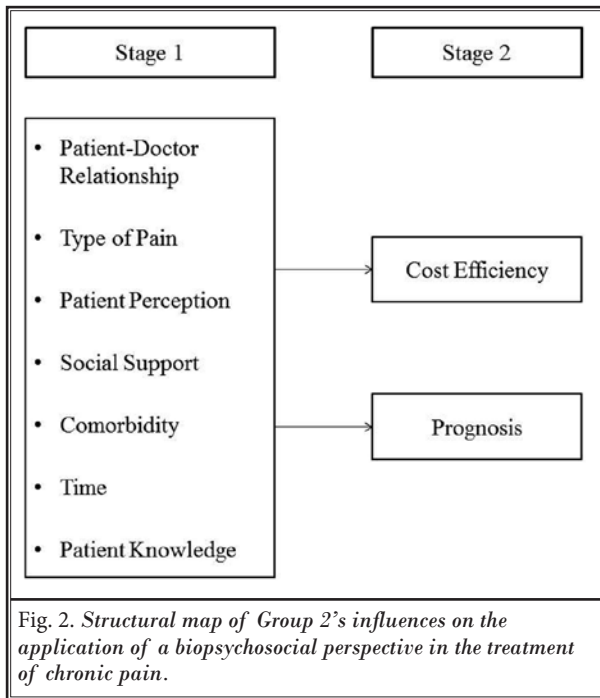 Stage 1
Stage 2
• Patient-Doctor
Relationship
• Type of Pain
• Patient Perception
• Social Support
• Comorbidity
• Time
• Patient Knowledge
Cost Efficiency
Prognosis
Fig. 2. Structural map of Group 2's influences on the
application of a biopsychosocial perspective in the treatment
of chronic pain.